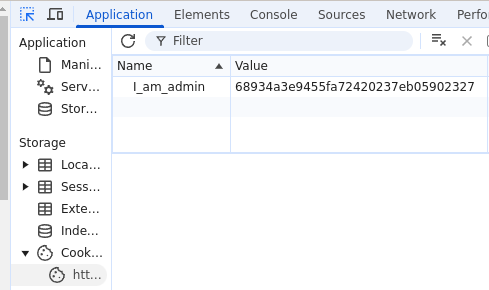 Application Elements Console Sources Network Perfo
Application
Filter
Mani...
Serv...
Stor...
Name Value
I_am_admin 68934a3e9455fa72420237eb05902327
Storage
Loca...
Sess...
Exte...
Inde...
Cook...
htt...